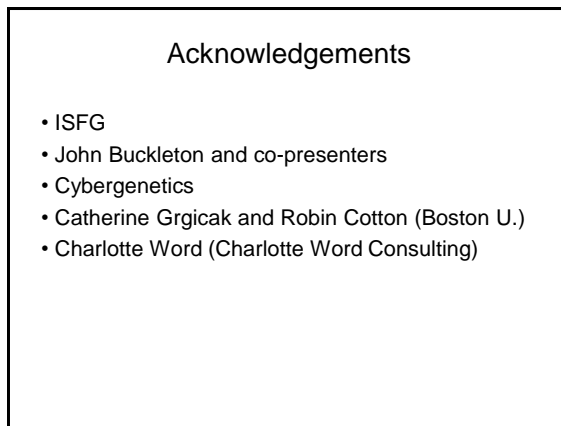 Acknowledgements
• ISFG
• John Buckleton and co-presenters
• Cybergenetics
• Catherine Grgicak and Robin Cotton (Boston U.)
• Charlotte Word (Charlotte Word Consulting)